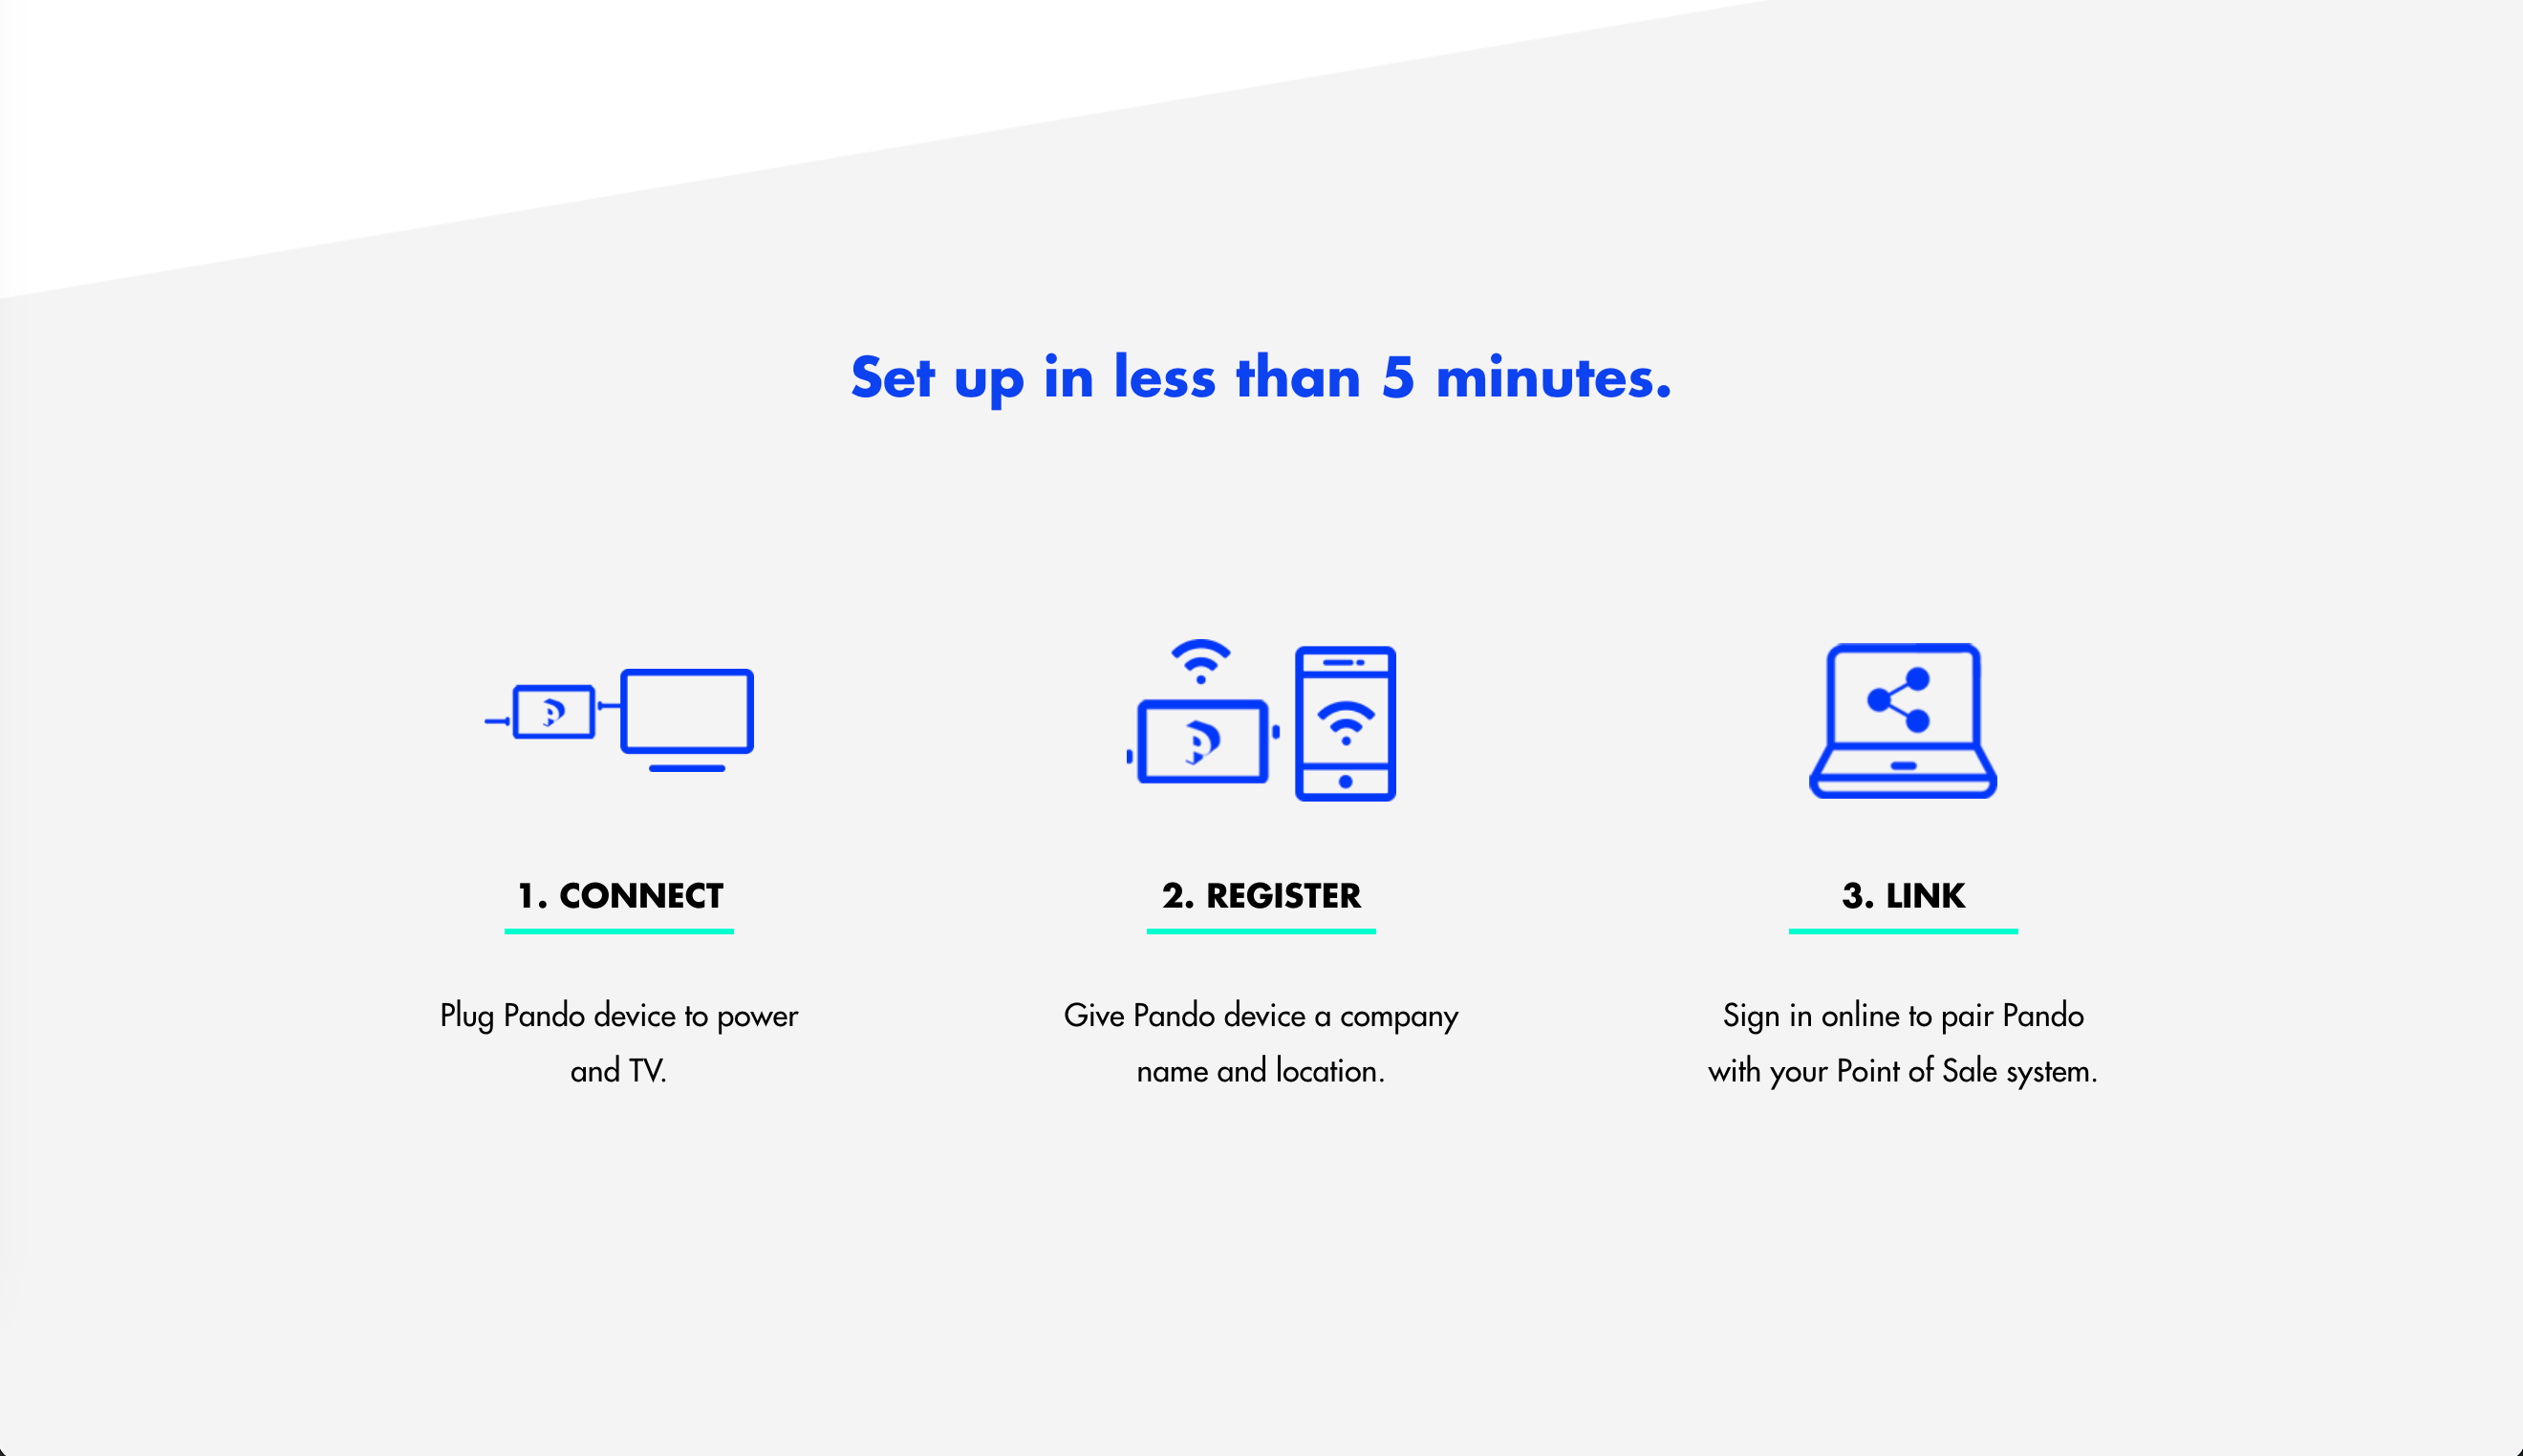 Set up in less than 5 minutes.
1. CONNECT
Plug Pando device to power
and TV.
2. REGISTER
Give Pando device a company
name and location.
3. LINK
Sign in online to pair Pando
with your Point of Sale system.